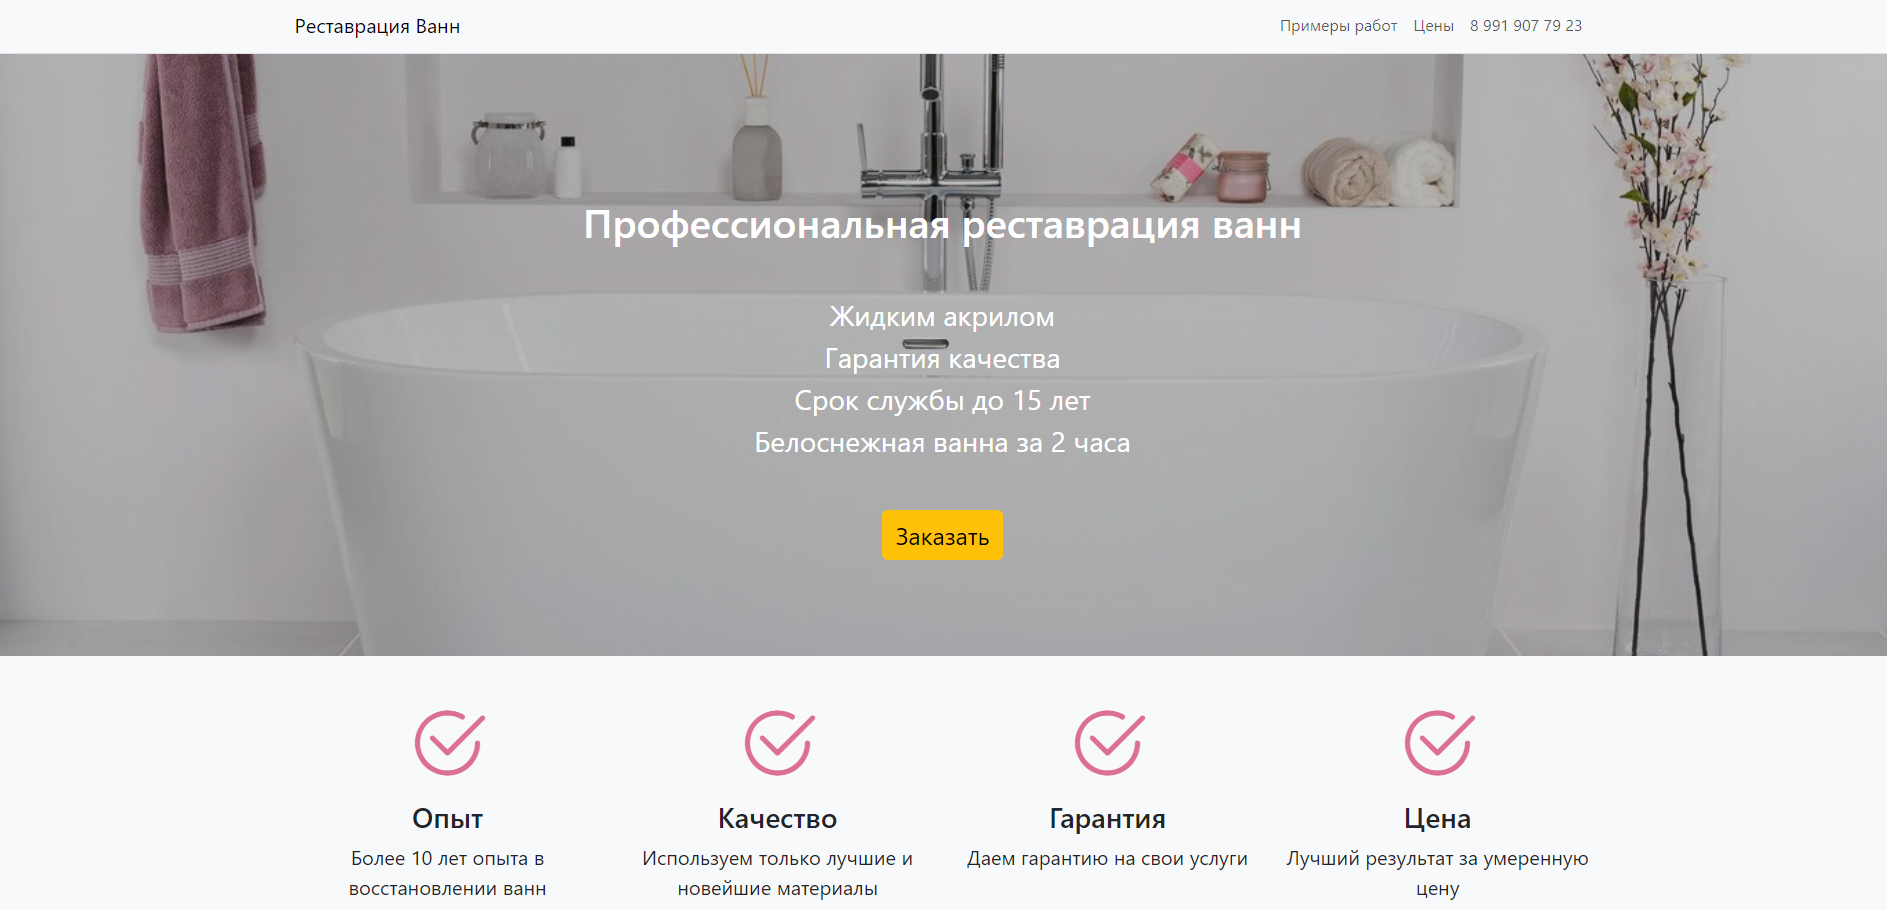 Реставрация Ванн
Примеры работ Цены 8 991 907 79 23
Профессиональная реставрация ванн
Жидким акрилом
Гарантия качества
Срок службы до 15 лет
Белоснежная ванна за 2 часа
Заказать
Опыт
Более 10 лет опыта в
восстановлении ванн
Качество
Используем только лучшие и
новейшие материалы
Гарантия
Даем гарантию на свои услуги
Цена
Лучший результат за умеренную
цену